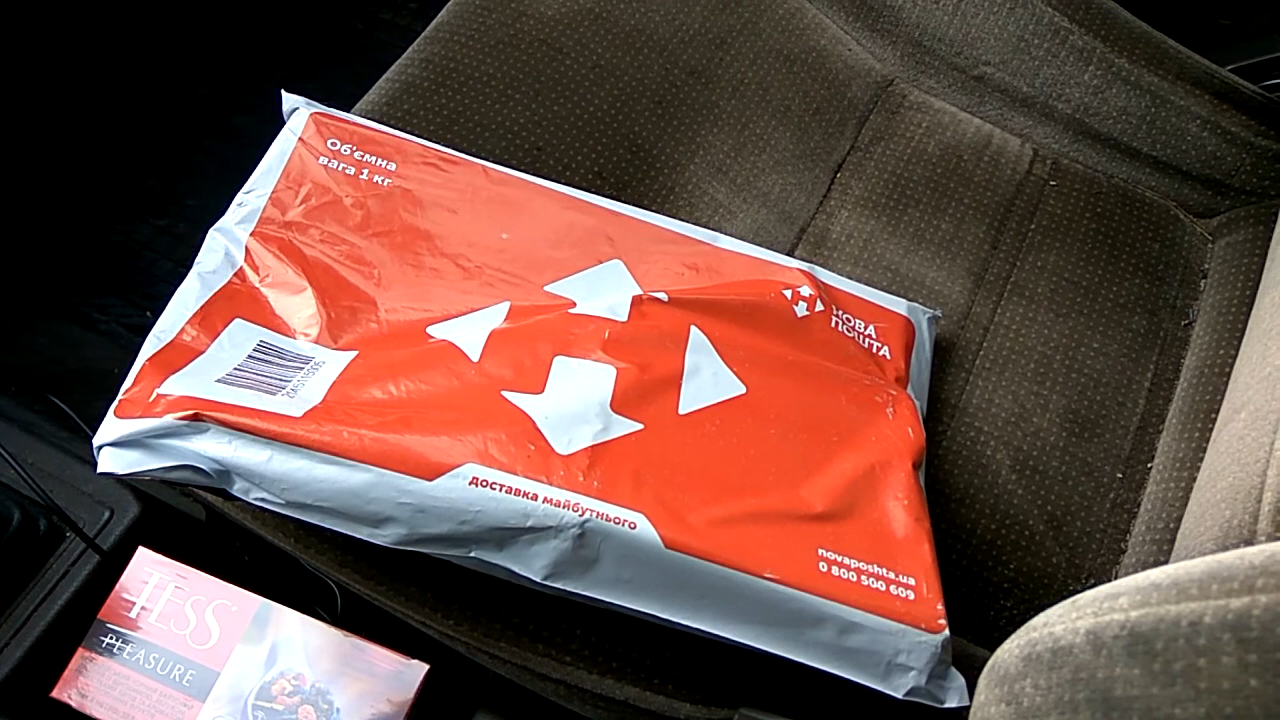 Об'ємна
вага 1 кг
НОВА
ПОШТА
доставка майбутнього
novaposhta.ua
0 800 500 609
TESS
PLEASURE